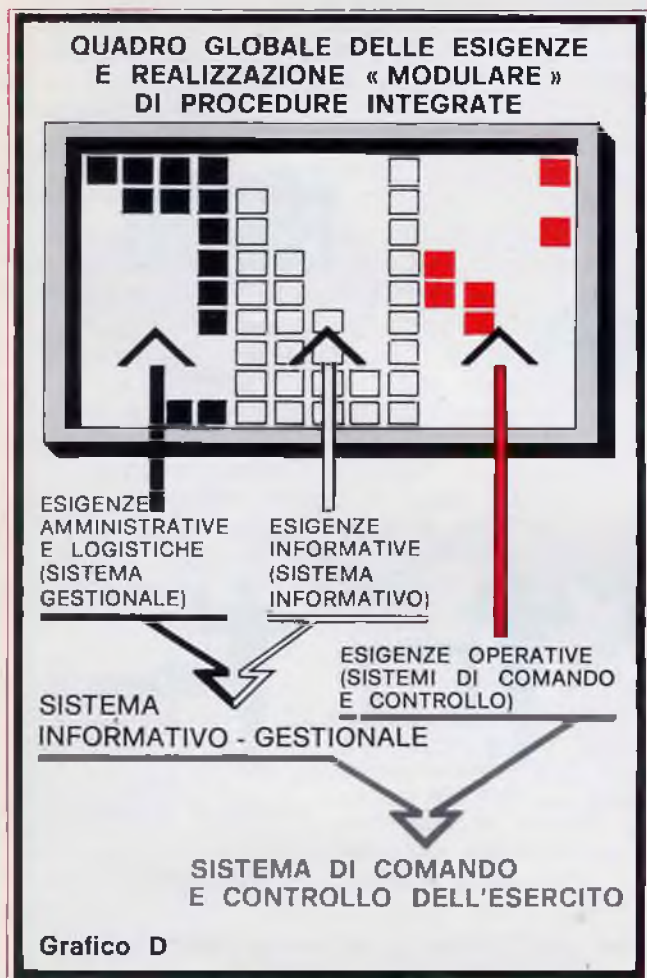 QUADRO GLOBALE DELLE ESIGENZE
E REALIZZAZIONE « MODULARE »
DI PROCEDURE INTEGRATE
ESIGENZE
AMMINISTRATIVE
E LOGISTICHE
(SISTEMA
GESTIONALE)
ESIGENZE
INFORMATIVE
(SISTEMA
INFORMATIVO)
ESIGENZE OPERATIVE
(SISTEMI DI COMANDO
E CONTROLLO)
SISTEMA
INFORMATIVO - GESTIONALE
SISTEMA DI COMANDO
E CONTROLLO DELL'ESERCITO
Grafico D